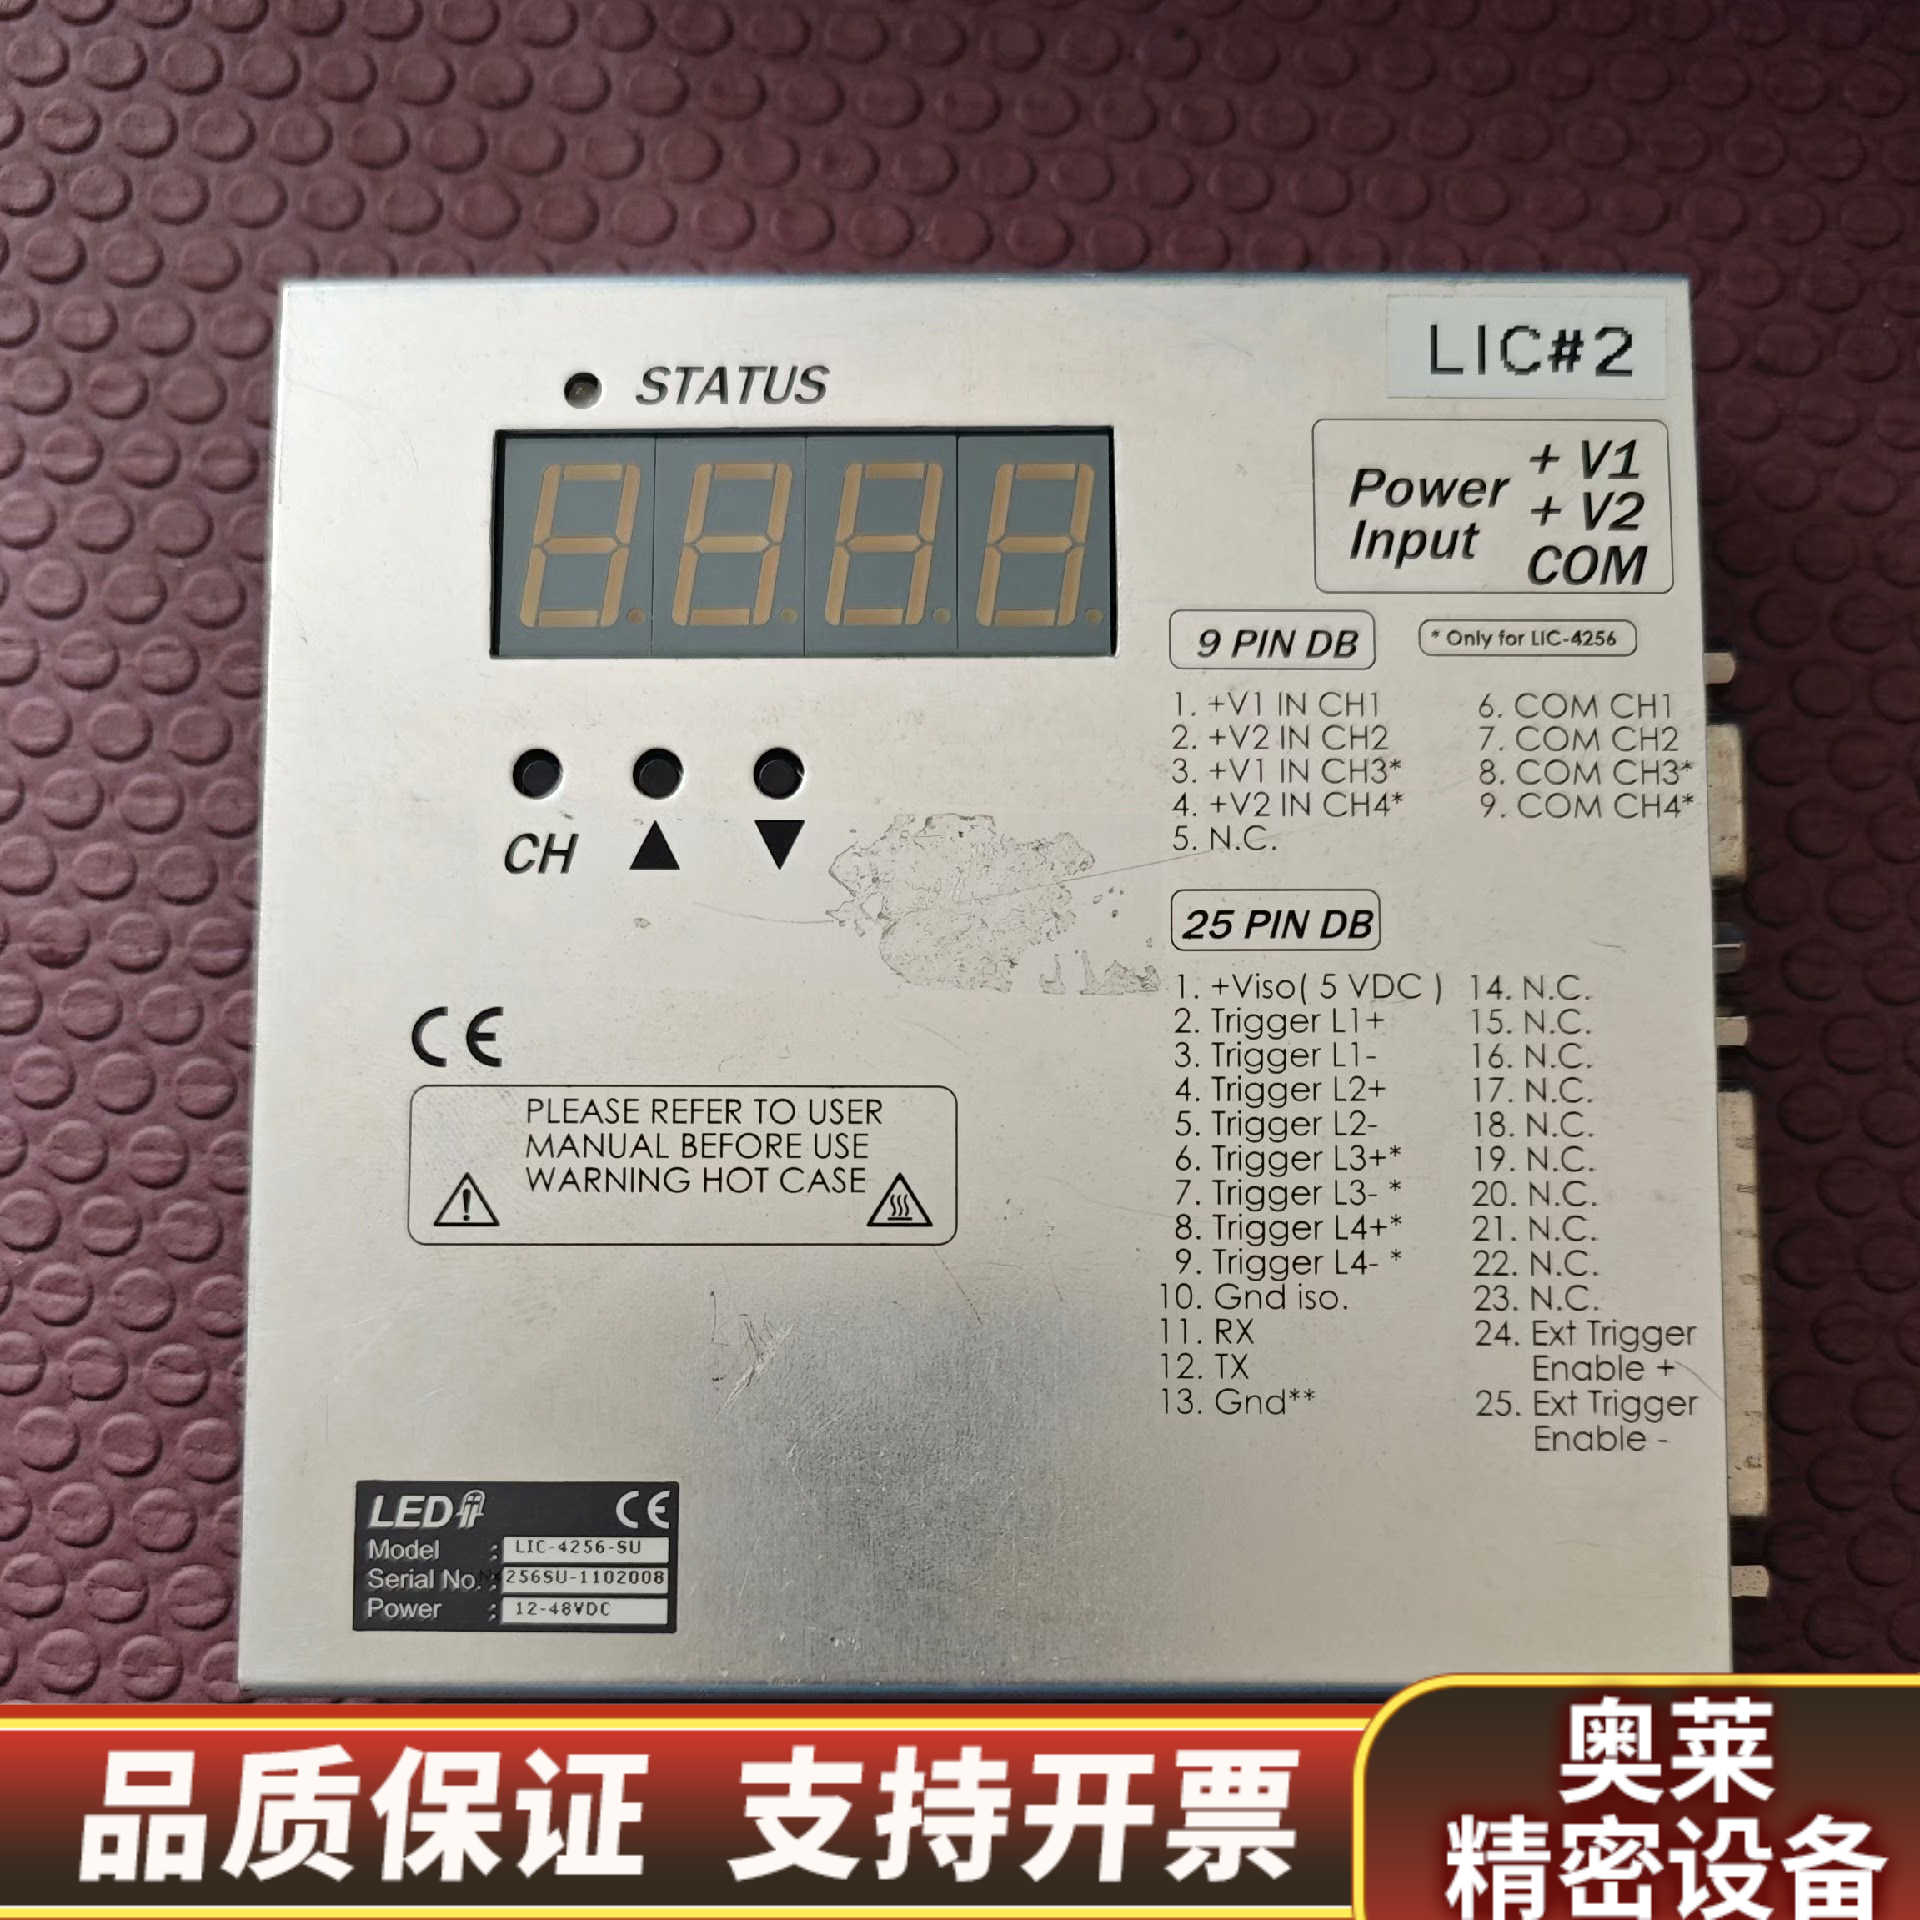 LIC#2
STATUS
Power Input
+ V1
+ V2
COM
9 PIN DB
* Only for LIC-4256
1. +V1 IN CH1
2. +V2 IN CH2
3. +V1 IN CH3*
4. +V2 IN CH4*
5. N.C.
6. COM CH1
7. COM CH2
8. COM CH3*
9. COM CH4*
CH ▲ ▼
25 PIN DB
1. +Viso( 5 VDC )
2. Trigger L1+
3. Trigger L1-
4. Trigger L2+
5. Trigger L2-
6. Trigger L3+*
7. Trigger L3- *
8. Trigger L4+*
9. Trigger L4- *
10. Gnd iso.
11. RX
12. TX
13. Gnd**
14. N.C.
15. N.C.
16. N.C.
17. N.C.
18. N.C.
19. N.C.
20. N.C.
21. N.C.
22. N.C.
23. N.C.
24. Ext Trigger
Enable +
25. Ext Trigger
Enable -
CE
PLEASE REFER TO USER
MANUAL BEFORE USE
WARNING HOT CASE
LED CE
Model : LIC-4256-SU
Serial No. : 256SU-1102008
Power : 12-48VDC
品质保证 支持开票
奥莱
精密设备